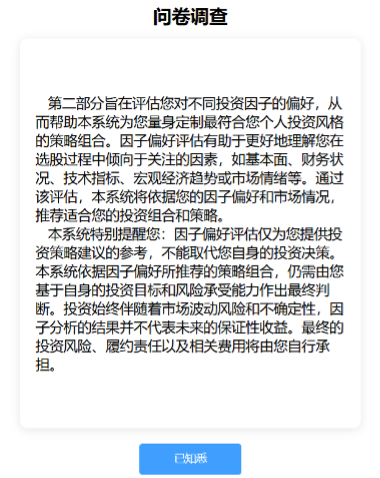 问卷调查
第二部分旨在评估您对不同投资因子的偏好，从
而帮助本系统为您量身定制最符合您个人投资风格
的策略组合。因子偏好评估有助于更好地理解您在
选股过程中倾向于关注的因素，如基本面、财务状
况、技术指标、宏观经济趋势或市场情绪等。通过
该评估，本系统将依据您的因子偏好和市场情况，
推荐适合您的投资组合和策略。
本系统特别提醒您：因子偏好评估仅为您提供投
资策略建议的参考，不能取代您自身的投资决策。
本系统依据因子偏好所推荐的策略组合，仍需由您
基于自身的投资目标和风险承受能力作出最终判
断。投资始终伴随着市场波动风险和不确定性，因
子分析的结果并不代表未来的保证性收益。最终的
投资风险、履约责任以及相关费用将由您自行承
担。
已知悉